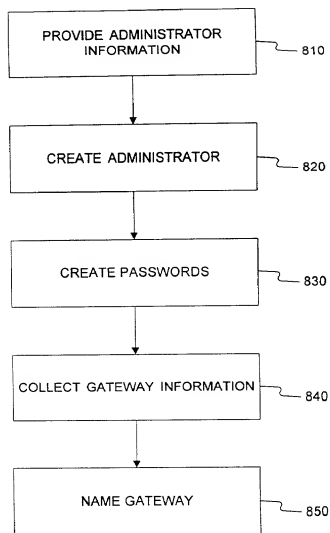 PROVIDE ADMINISTRATOR
INFORMATION
810
CREATE ADMINISTRATOR
820
CREATE PASSWORDS
830
COLLECT GATEWAY INFORMATION
840
NAME GATEWAY
850